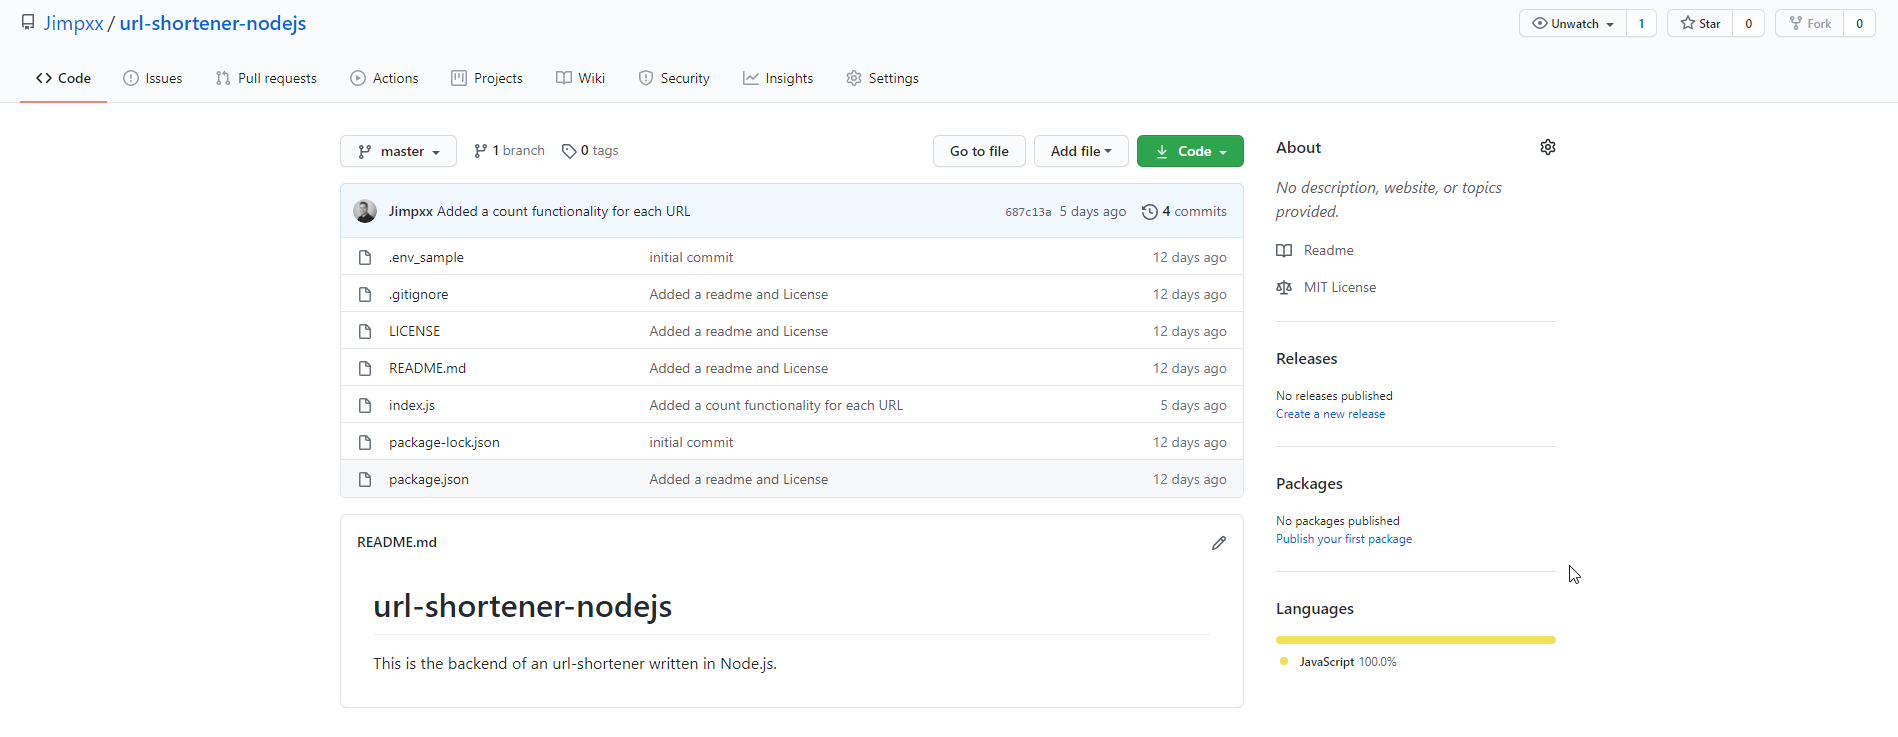 Jimpxx / url-shortener-nodejs
Unwatch 1 Star 0 Fork 0
Code Issues Pull requests Actions Projects Wiki Security Insights Settings
master 1 branch 0 tags Go to file Add file Code
Jimpxx Added a count functionality for each URL 687c13a 5 days ago 4 commits
.env_sample initial commit 12 days ago
.gitignore Added a readme and License 12 days ago
LICENSE Added a readme and License 12 days ago
README.md Added a readme and License 12 days ago
index.js Added a count functionality for each URL 5 days ago
package-lock.json initial commit 12 days ago
package.json Added a readme and License 12 days ago
README.md
url-shortener-nodejs
This is the backend of an url-shortener written in Node.js.
About
No description, website, or topics
provided.
Readme
MIT License
Releases
No releases published
Create a new release
Packages
No packages published
Publish your first package
Languages
JavaScript 100.0%